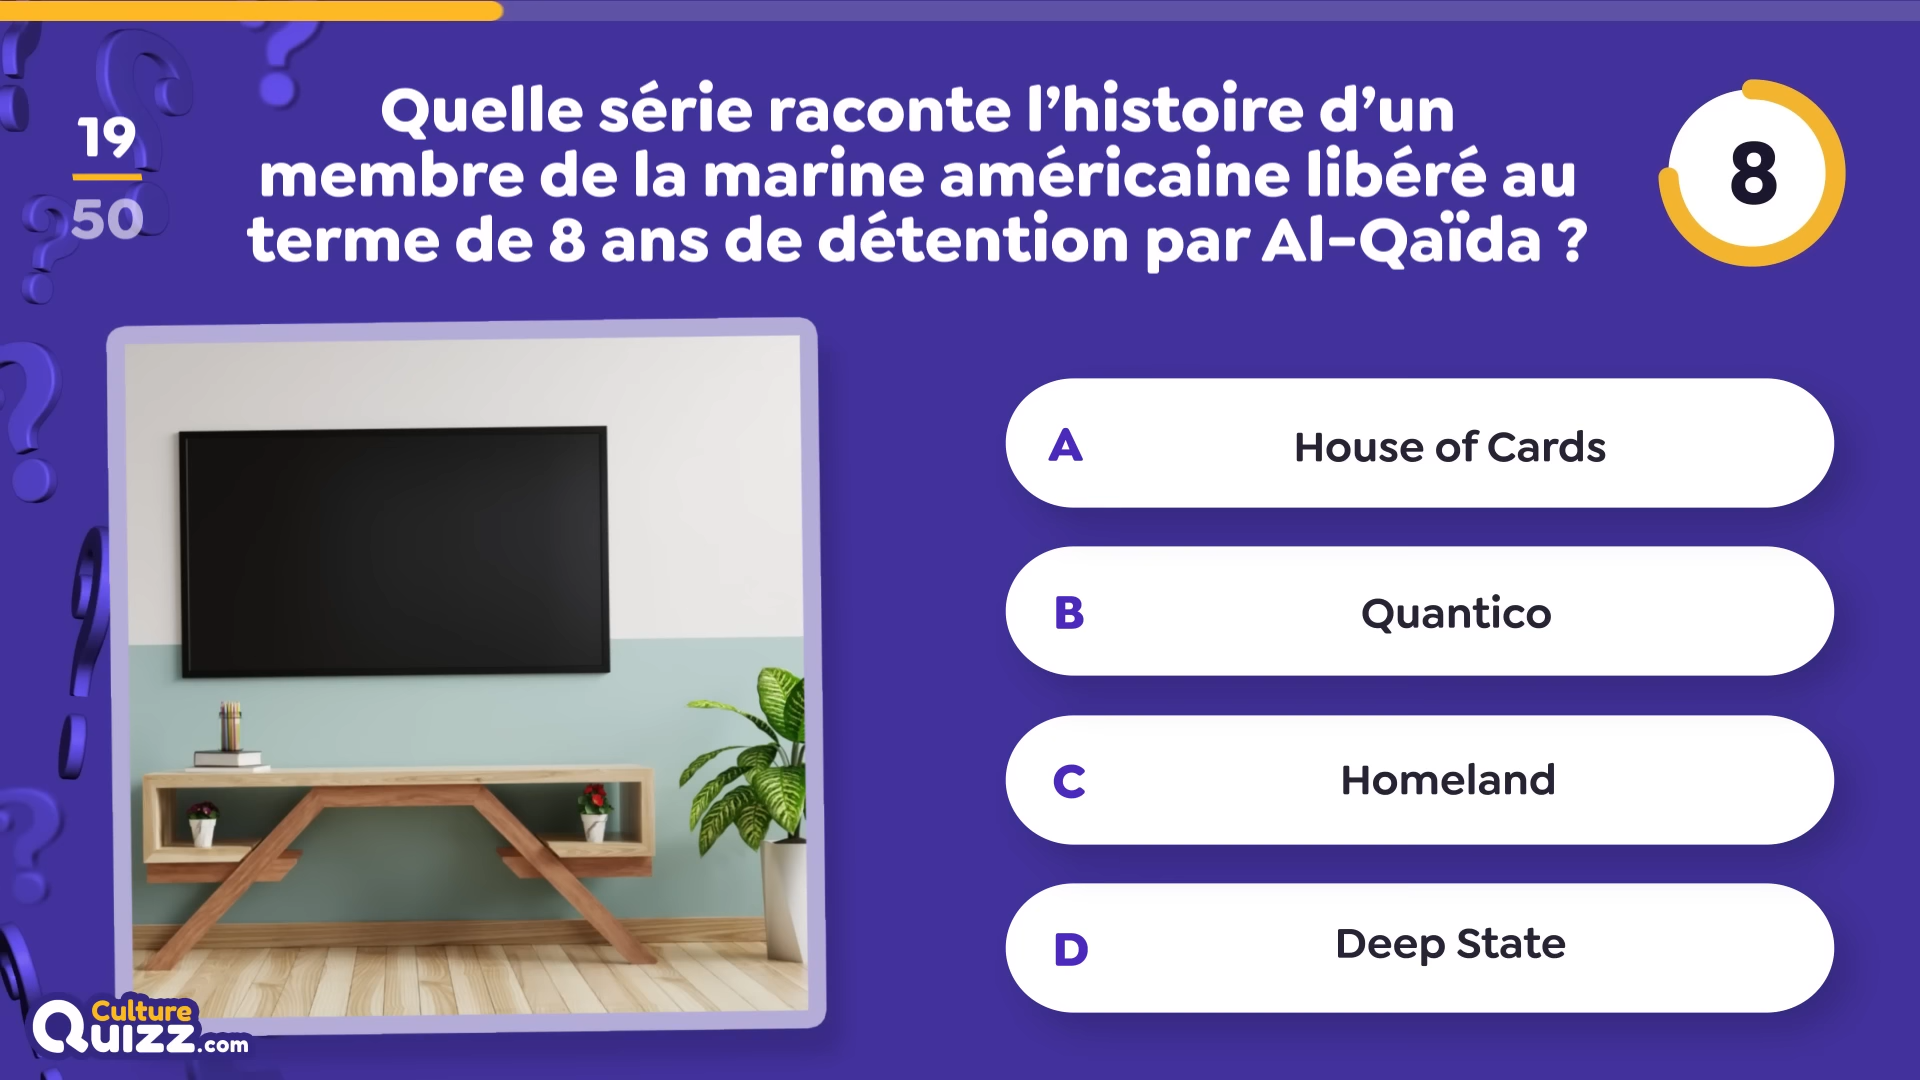 19
50
Quelle série raconte l’histoire d’un
membre de la marine américaine libéré au
terme de 8 ans de détention par Al-Qaïda ?
8
A House of Cards
B Quantico
C Homeland
D Deep State
Culture
QUIZZ.com